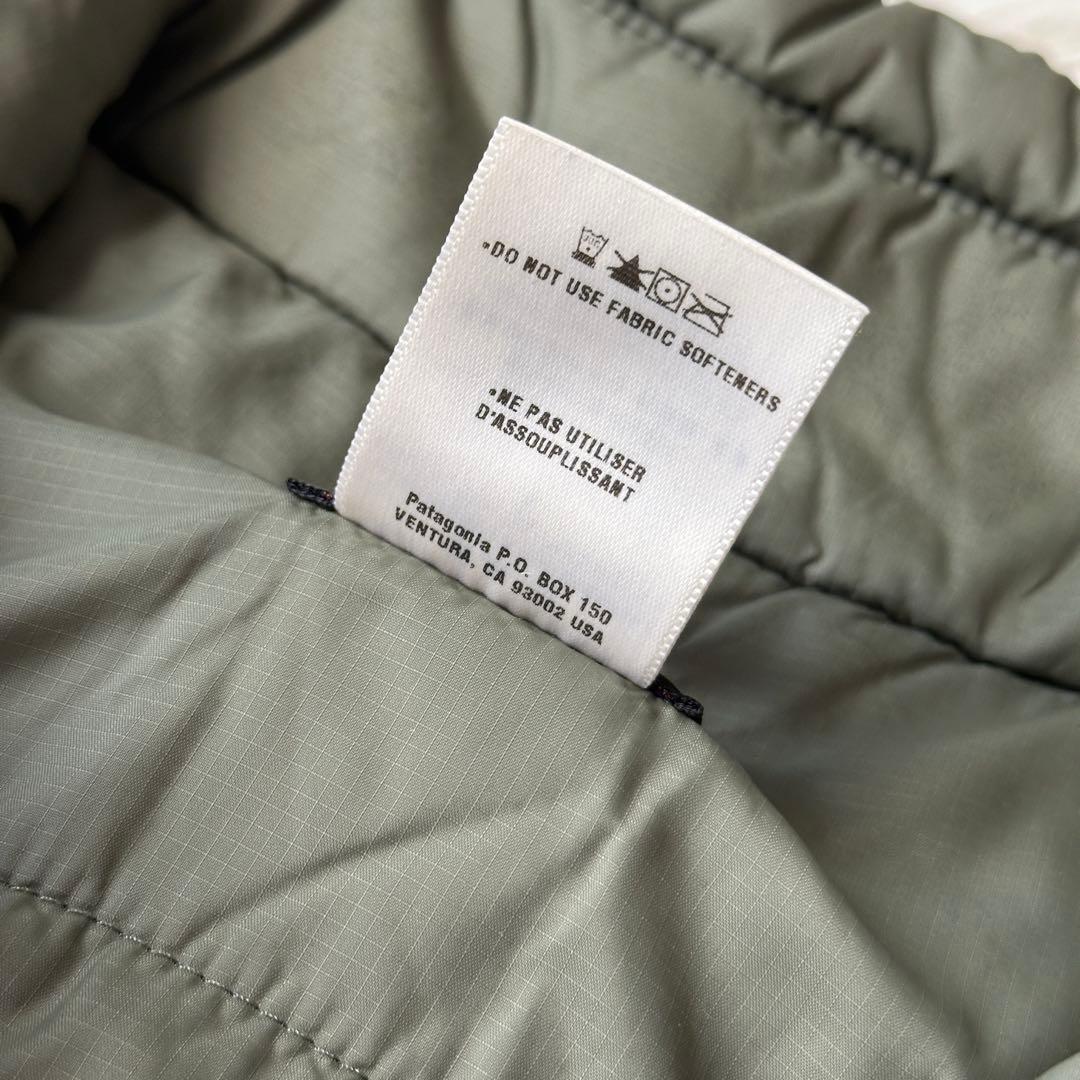 •DO NOT USE FABRIC SOFTENERS
•NE PAS UTILISER
D'ASSOUPLISSANT
Patagonia P.O. BOX 150
VENTURA, CA 93002 USA